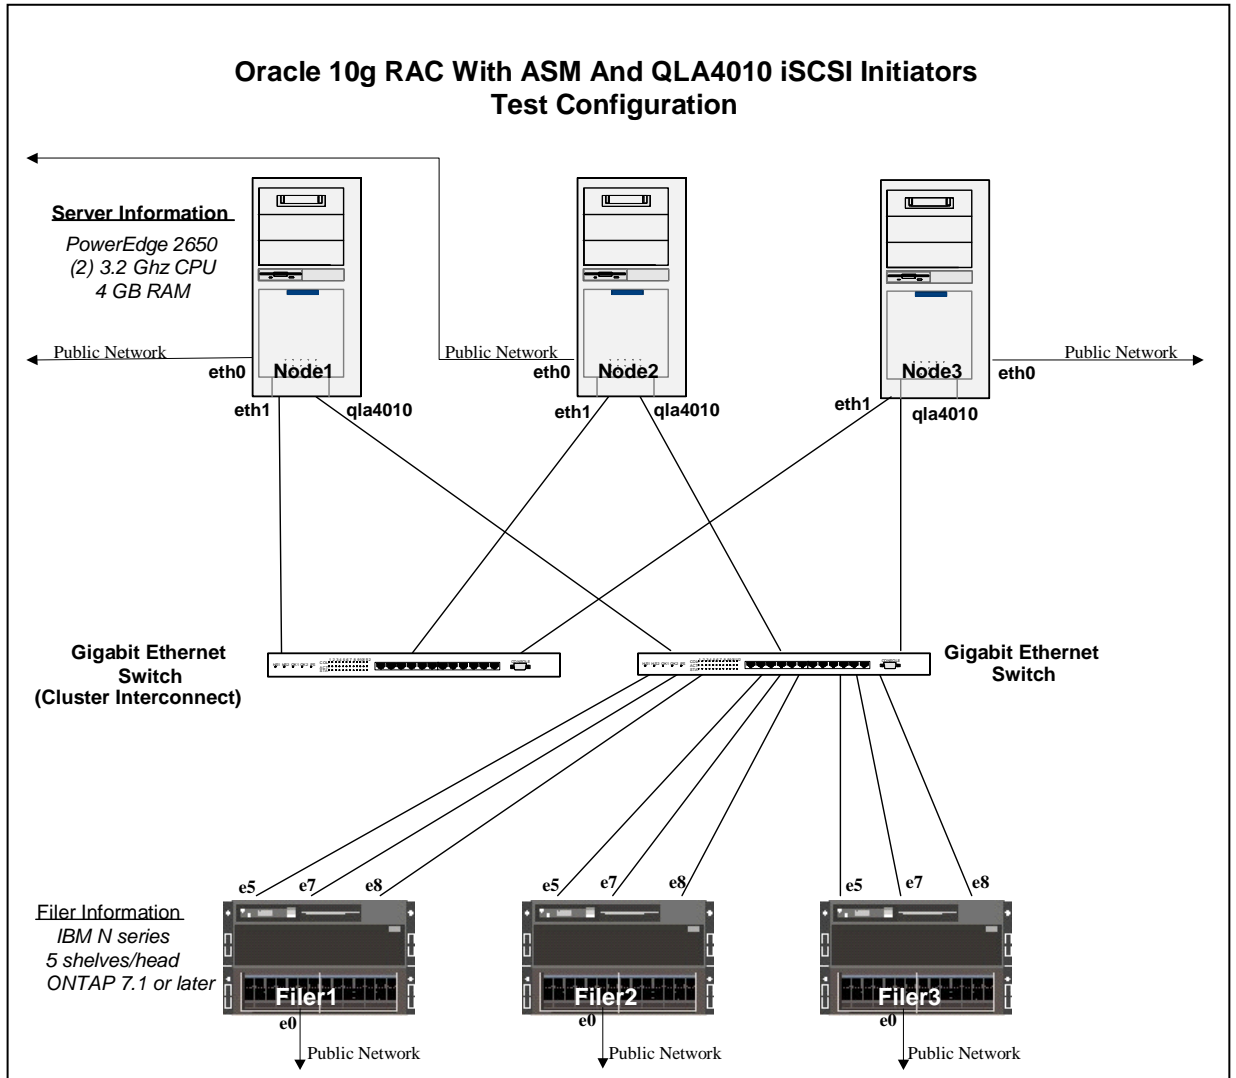 Oracle 10g RAC With ASM And QLA4010 iSCSI Initiators
Test Configuration
Server Information
PowerEdge 2650
(2) 3.2 Ghz CPU
4 GB RAM
Public Network
eth0
Node1
eth1
qla4010
Public Network
eth0
Node2
eth1
qla4010
Public Network
eth0
Node3
eth1
qla4010
Gigabit Ethernet
Switch
(Cluster Interconnect)
Gigabit Ethernet
Switch
Filer Information
IBM N series
5 shelves/head
ONTAP 7.1 or later
e5
e7
e8
Filer1
e0
Public Network
e5
e7
e8
Filer2
e0
Public Network
e5
e7
e8
Filer3
e0
Public Network